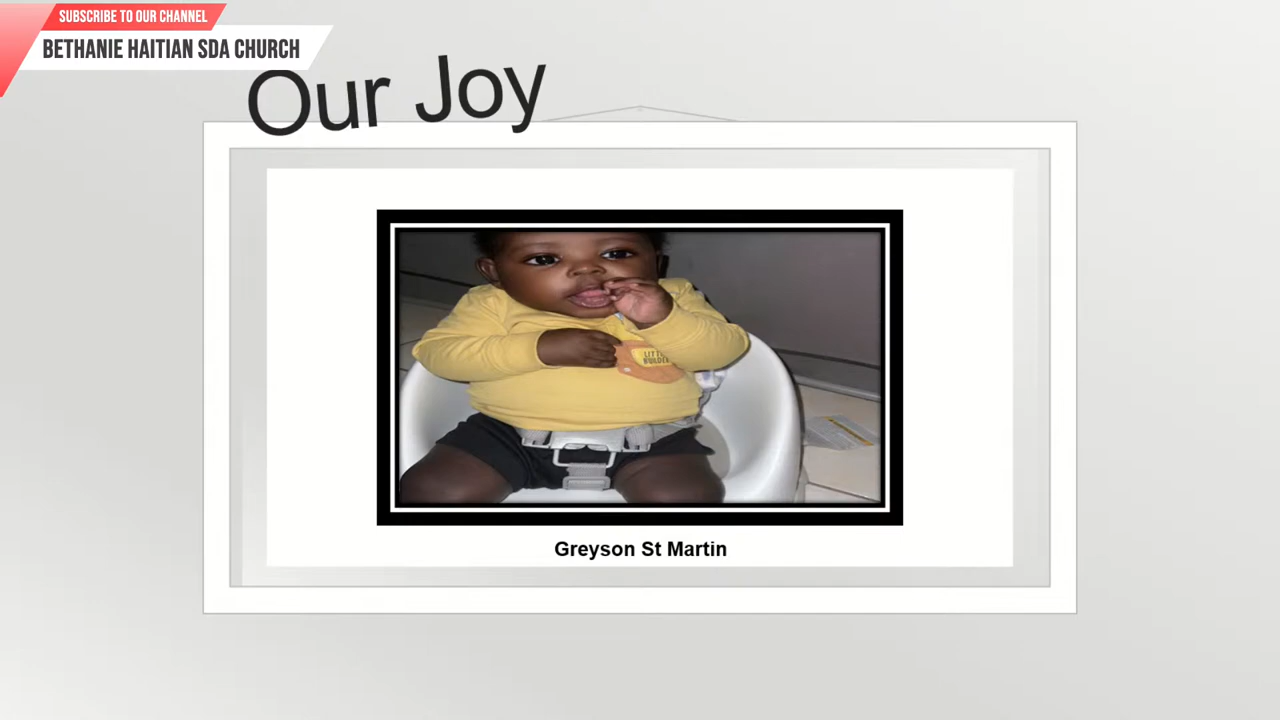 SUBSCRIBE TO OUR CHANNEL
BETHANIE HAITIAN SDA CHURCH
Our Joy
Greyson St Martin